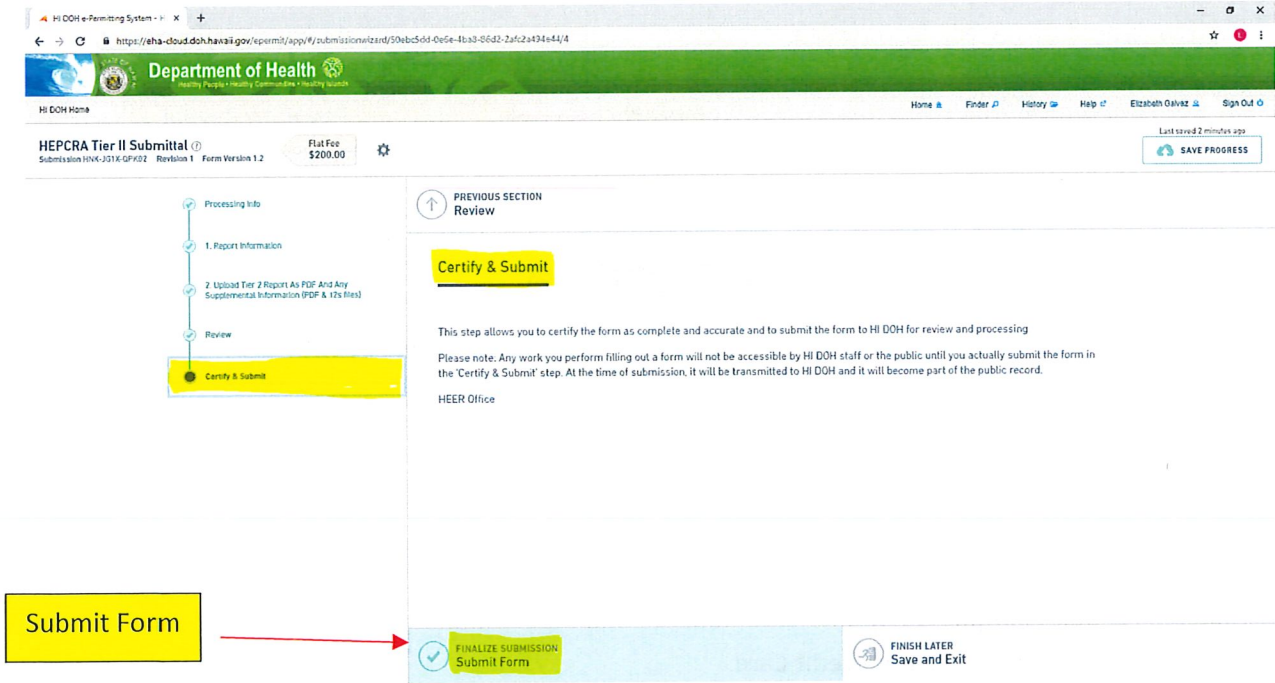 HI DOH e-Permitting System - H
https://eha-cloud.doh.hawaii.gov/epermit/app/#/submissionwizard/50ebc5dd-0e5e-4ba8-86d2-2afc2a494e44/4
Department of Health
Healthy People • Healthy Communities • Healthy Islands
HI DOH Home
Home Finder History Help Elizabeth Galvez Sign Out
HEPCRA Tier II Submittal
Submission HNK-JG1X-QPK02 Revision 1 Form Version 1.2
Flat Fee
$200.00
Last saved 2 minutes ago
SAVE PROGRESS
Processing Info
1. Report Information
2. Upload Tier 2 Report As PDF And Any
Supplemental Information (PDF & t2s files)
Review
Certify & Submit
PREVIOUS SECTION
Review
Certify & Submit
This step allows you to certify the form as complete and accurate and to submit the form to HI DOH for review and processing
Please note. Any work you perform filling out a form will not be accessible by HI DOH staff or the public until you actually submit the form in
the 'Certify & Submit' step. At the time of submission, it will be transmitted to HI DOH and it will become part of the public record.
HEER Office
Submit Form
FINALIZE SUBMISSION
Submit Form
FINISH LATER
Save and Exit